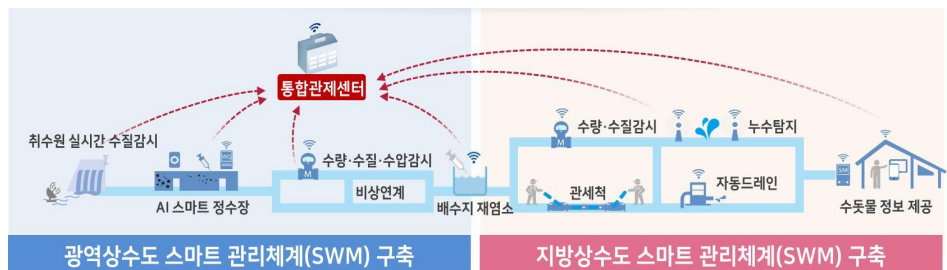 통합관제센터
취수원 실시간 수질감시
AI 스마트 정수장
수량·수질·수압감시
M
비상연계
배수지 재염소
수량·수질감시
M
누수탐지
관세척
자동드레인
수돗물 정보 제공
광역상수도 스마트 관리체계(SWM) 구축
지방상수도 스마트 관리체계(SWM) 구축